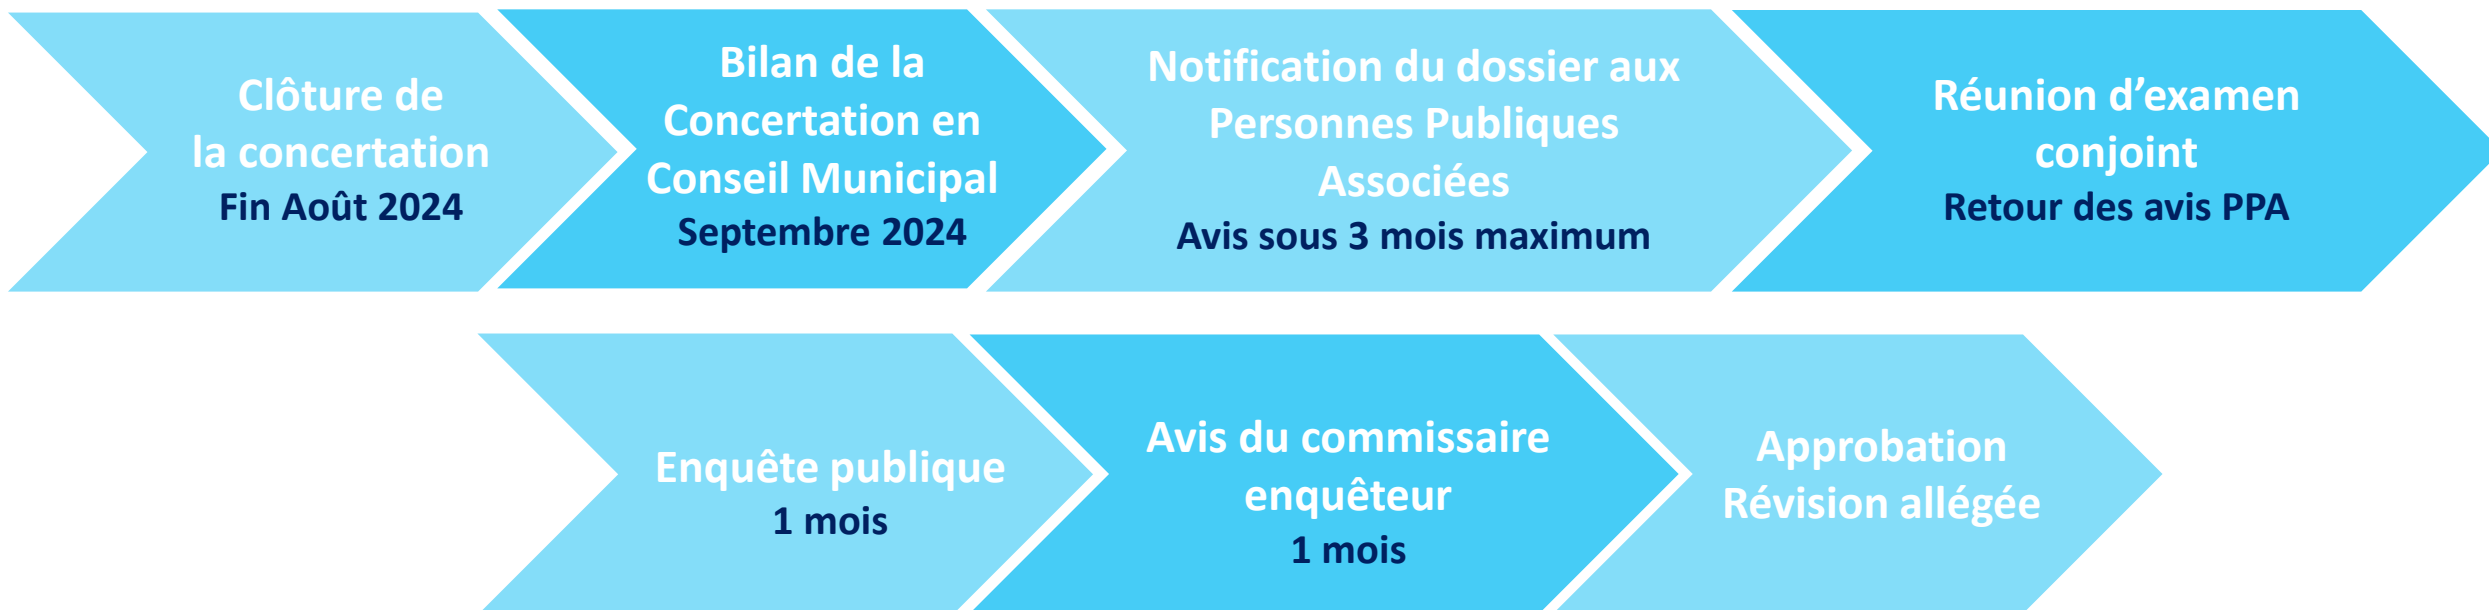 Clôture de
la concertation
Fin Août 2024
Bilan de la
Concertation en
Conseil Municipal
Septembre 2024
Notification du dossier aux
Personnes Publiques
Associées
Avis sous 3 mois maximum
Réunion d’examen
conjoint
Retour des avis PPA
Enquête publique
1 mois
Avis du commissaire
enquêteur
1 mois
Approbation
Révision allégée